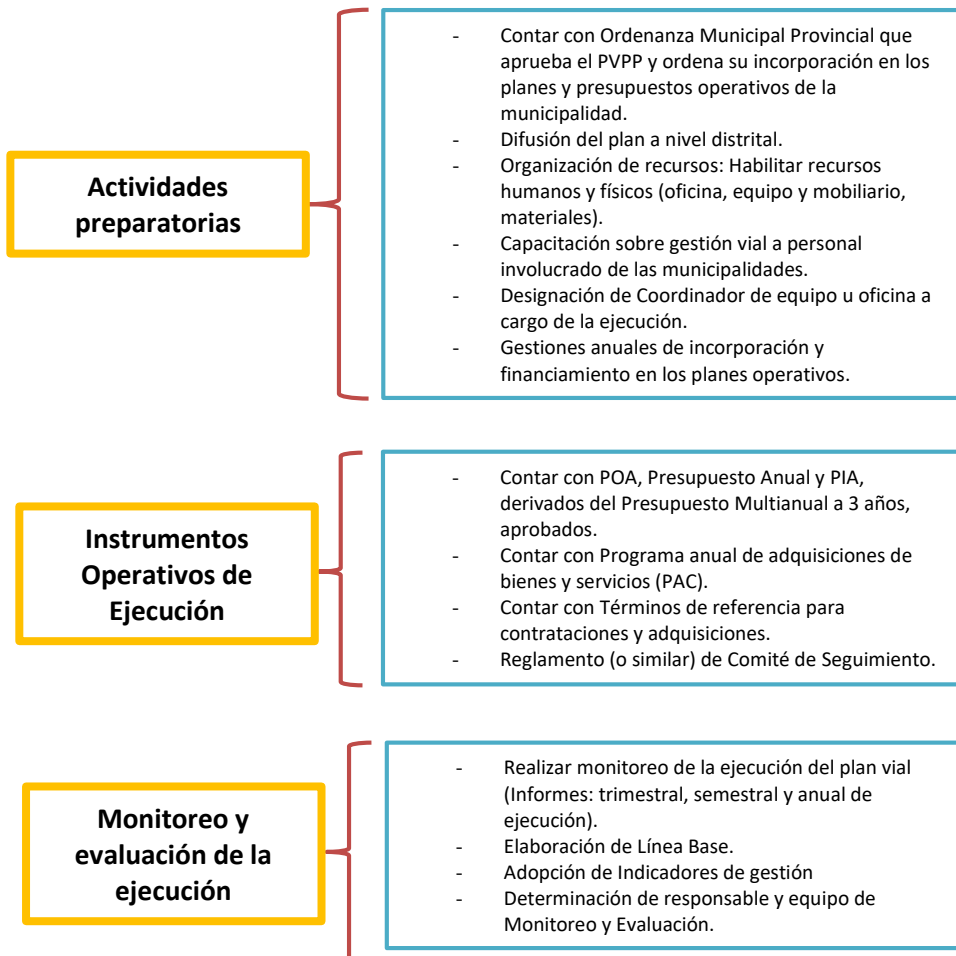 Actividades
preparatorias
- Contar con Ordenanza Municipal Provincial que
aprueba el PVPP y ordena su incorporación en los
planes y presupuestos operativos de la
municipalidad.
- Difusión del plan a nivel distrital.
- Organización de recursos: Habilitar recursos
humanos y físicos (oficina, equipo y mobiliario,
materiales).
- Capacitación sobre gestión vial a personal
involucrado de las municipalidades.
- Designación de Coordinador de equipo u oficina a
cargo de la ejecución.
- Gestiones anuales de incorporación y
financiamiento en los planes operativos.
Instrumentos
Operativos de
Ejecución
- Contar con POA, Presupuesto Anual y PIA,
derivados del Presupuesto Multianual a 3 años,
aprobados.
- Contar con Programa anual de adquisiciones de
bienes y servicios (PAC).
- Contar con Términos de referencia para
contrataciones y adquisiciones.
- Reglamento (o similar) de Comité de Seguimiento.
Monitoreo y
evaluación de la
ejecución
- Realizar monitoreo de la ejecución del plan vial
(Informes: trimestral, semestral y anual de
ejecución).
- Elaboración de Línea Base.
- Adopción de Indicadores de gestión
- Determinación de responsable y equipo de
Monitoreo y Evaluación.